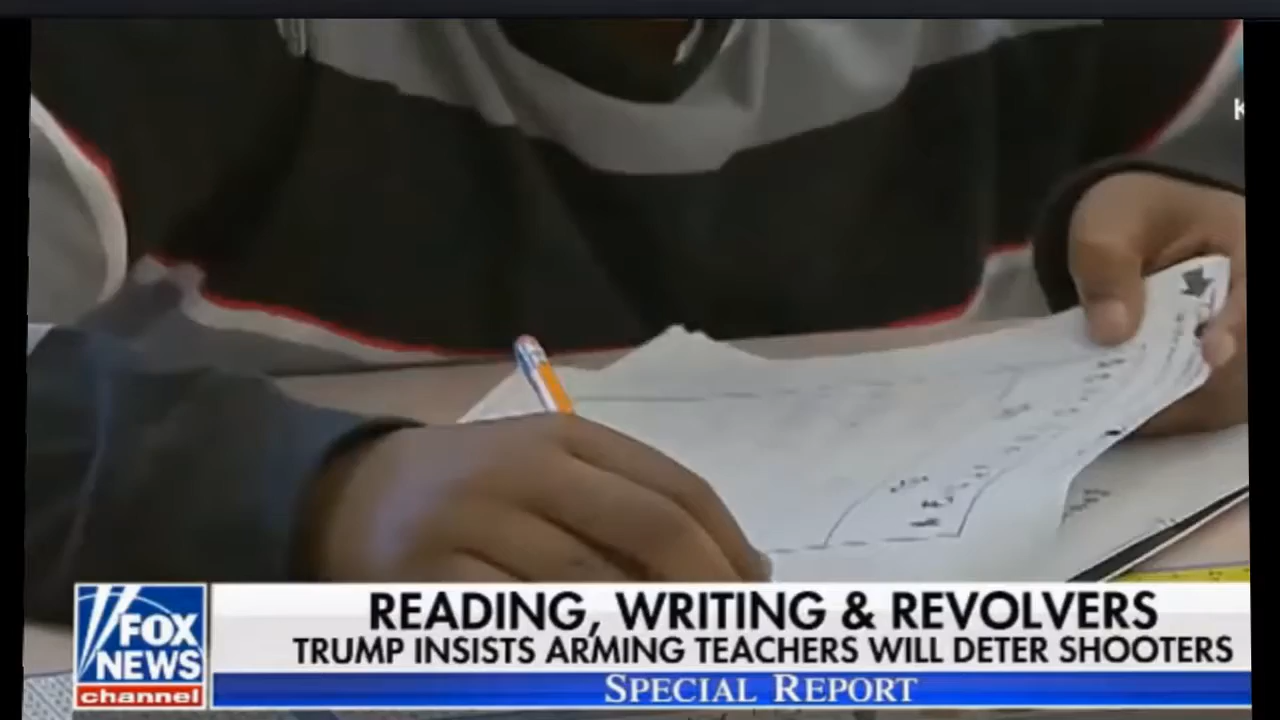 K
READING, WRITING & REVOLVERS
TRUMP INSISTS ARMING TEACHERS WILL DETER SHOOTERS
FOX
NEWS
channel
SPECIAL REPORT